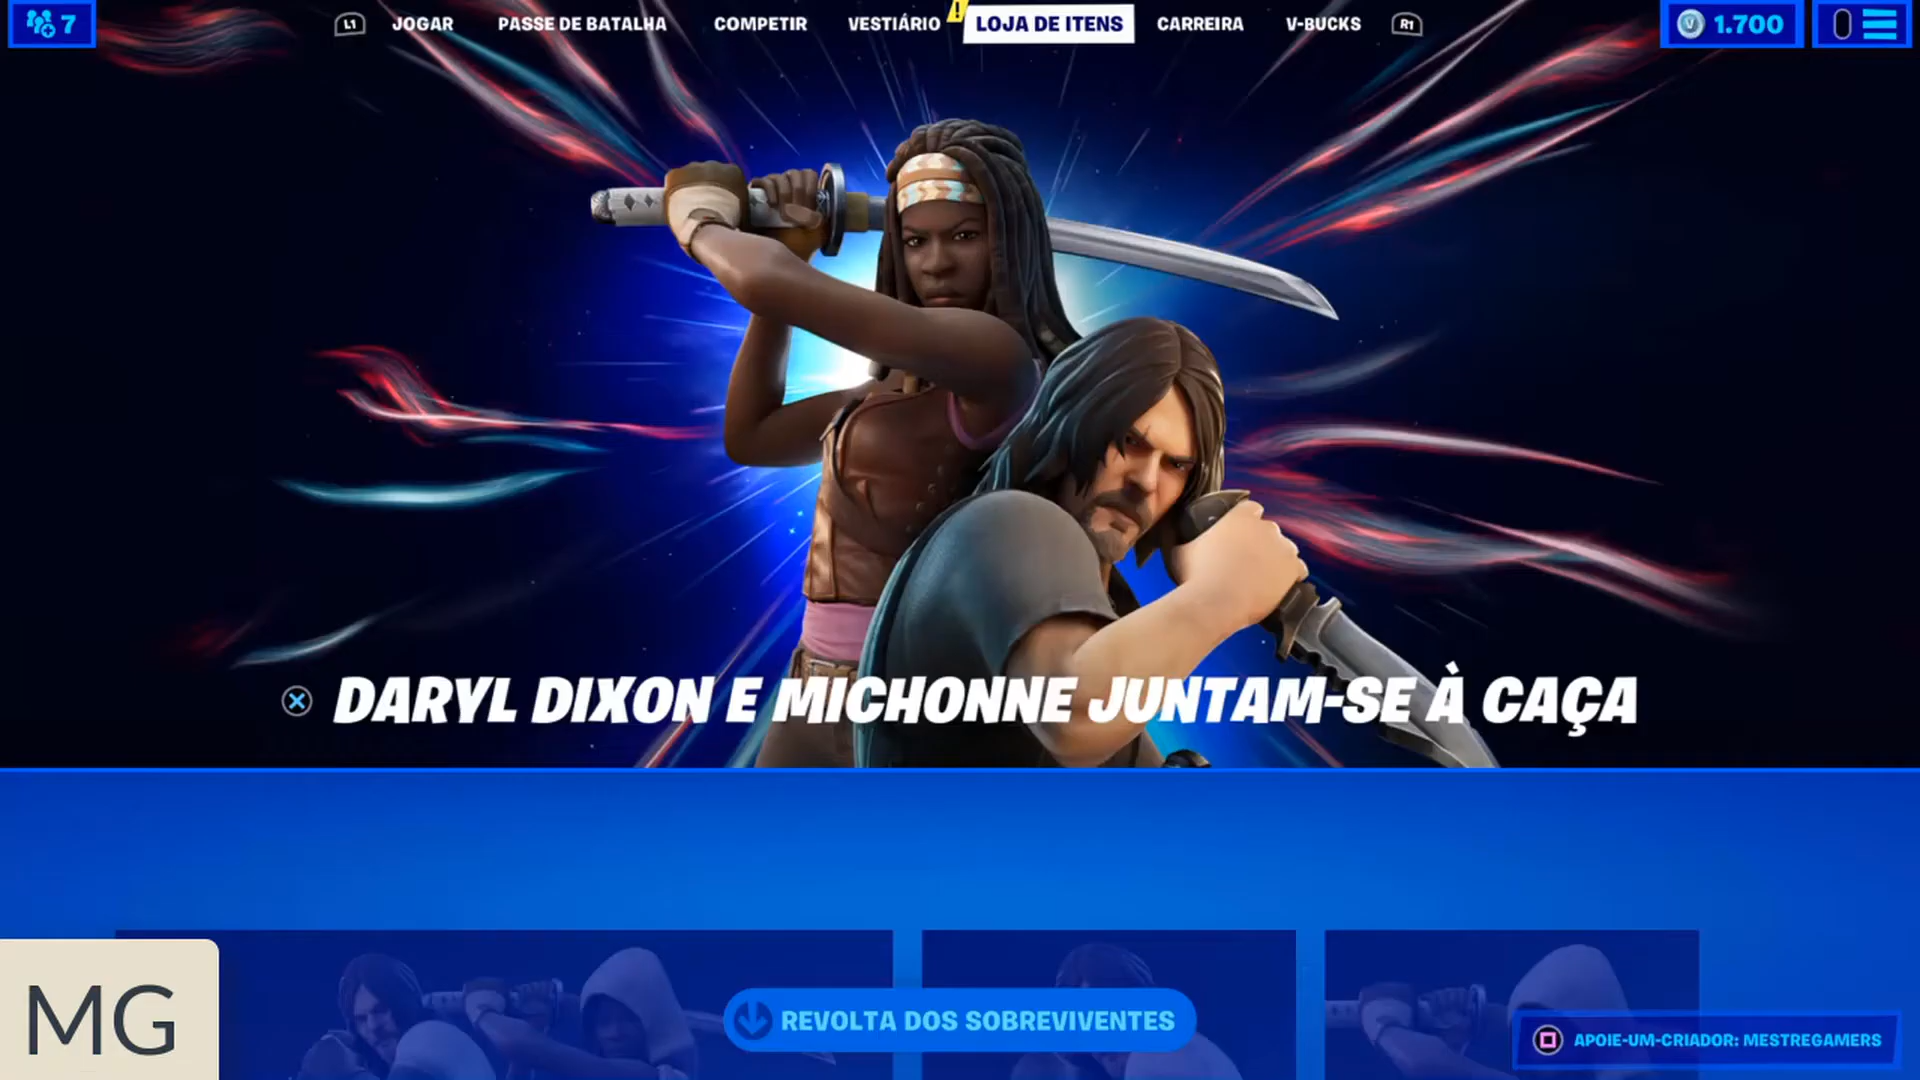 7
L1
JOGAR
PASSE DE BATALHA
COMPETIR
VESTIÁRIO
!
LOJA DE ITENS
CARREIRA
V-BUCKS
R1
V
1.700
DARYL DIXON E MICHONNE JUNTAM-SE À CAÇA
MG
REVOLTA DOS SOBREVIVENTES
APOIE-UM-CRIADOR: MESTREGAMERS